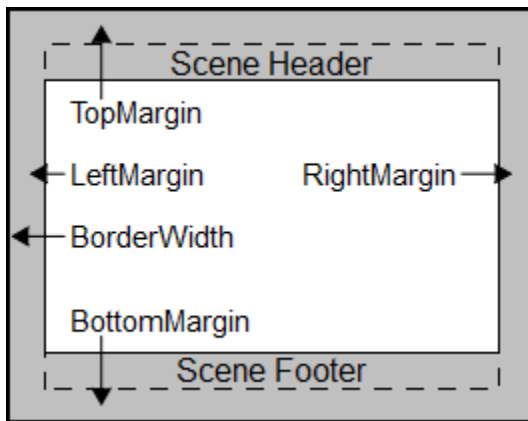 Scene Header
TopMargin
LeftMargin RightMargin
BorderWidth
BottomMargin
Scene Footer